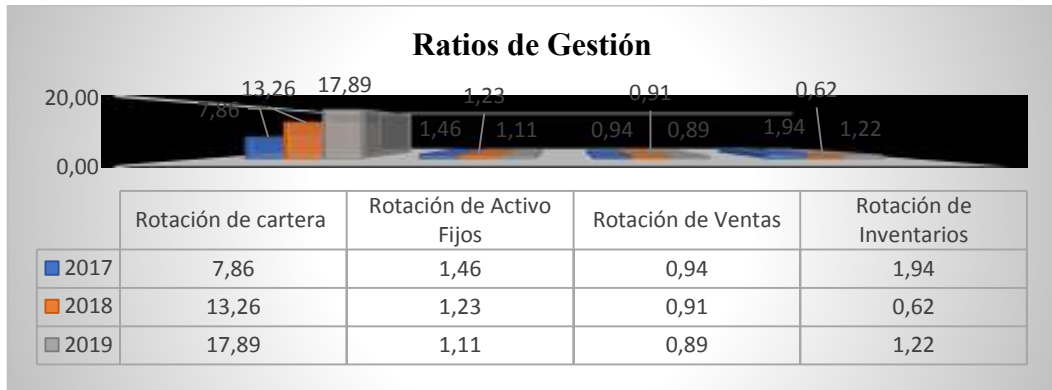 Ratios de Gestión
20,00
0,00
7,86
13,26
17,89
1,46
1,23
1,11
0,94
0,91
0,89
1,94
0,62
1,22
Rotación de cartera
Rotación de Activo
Fijos
Rotación de Ventas
Rotación de
Inventarios
2017 7,86 1,46 0,94 1,94
2018 13,26 1,23 0,91 0,62
2019 17,89 1,11 0,89 1,22